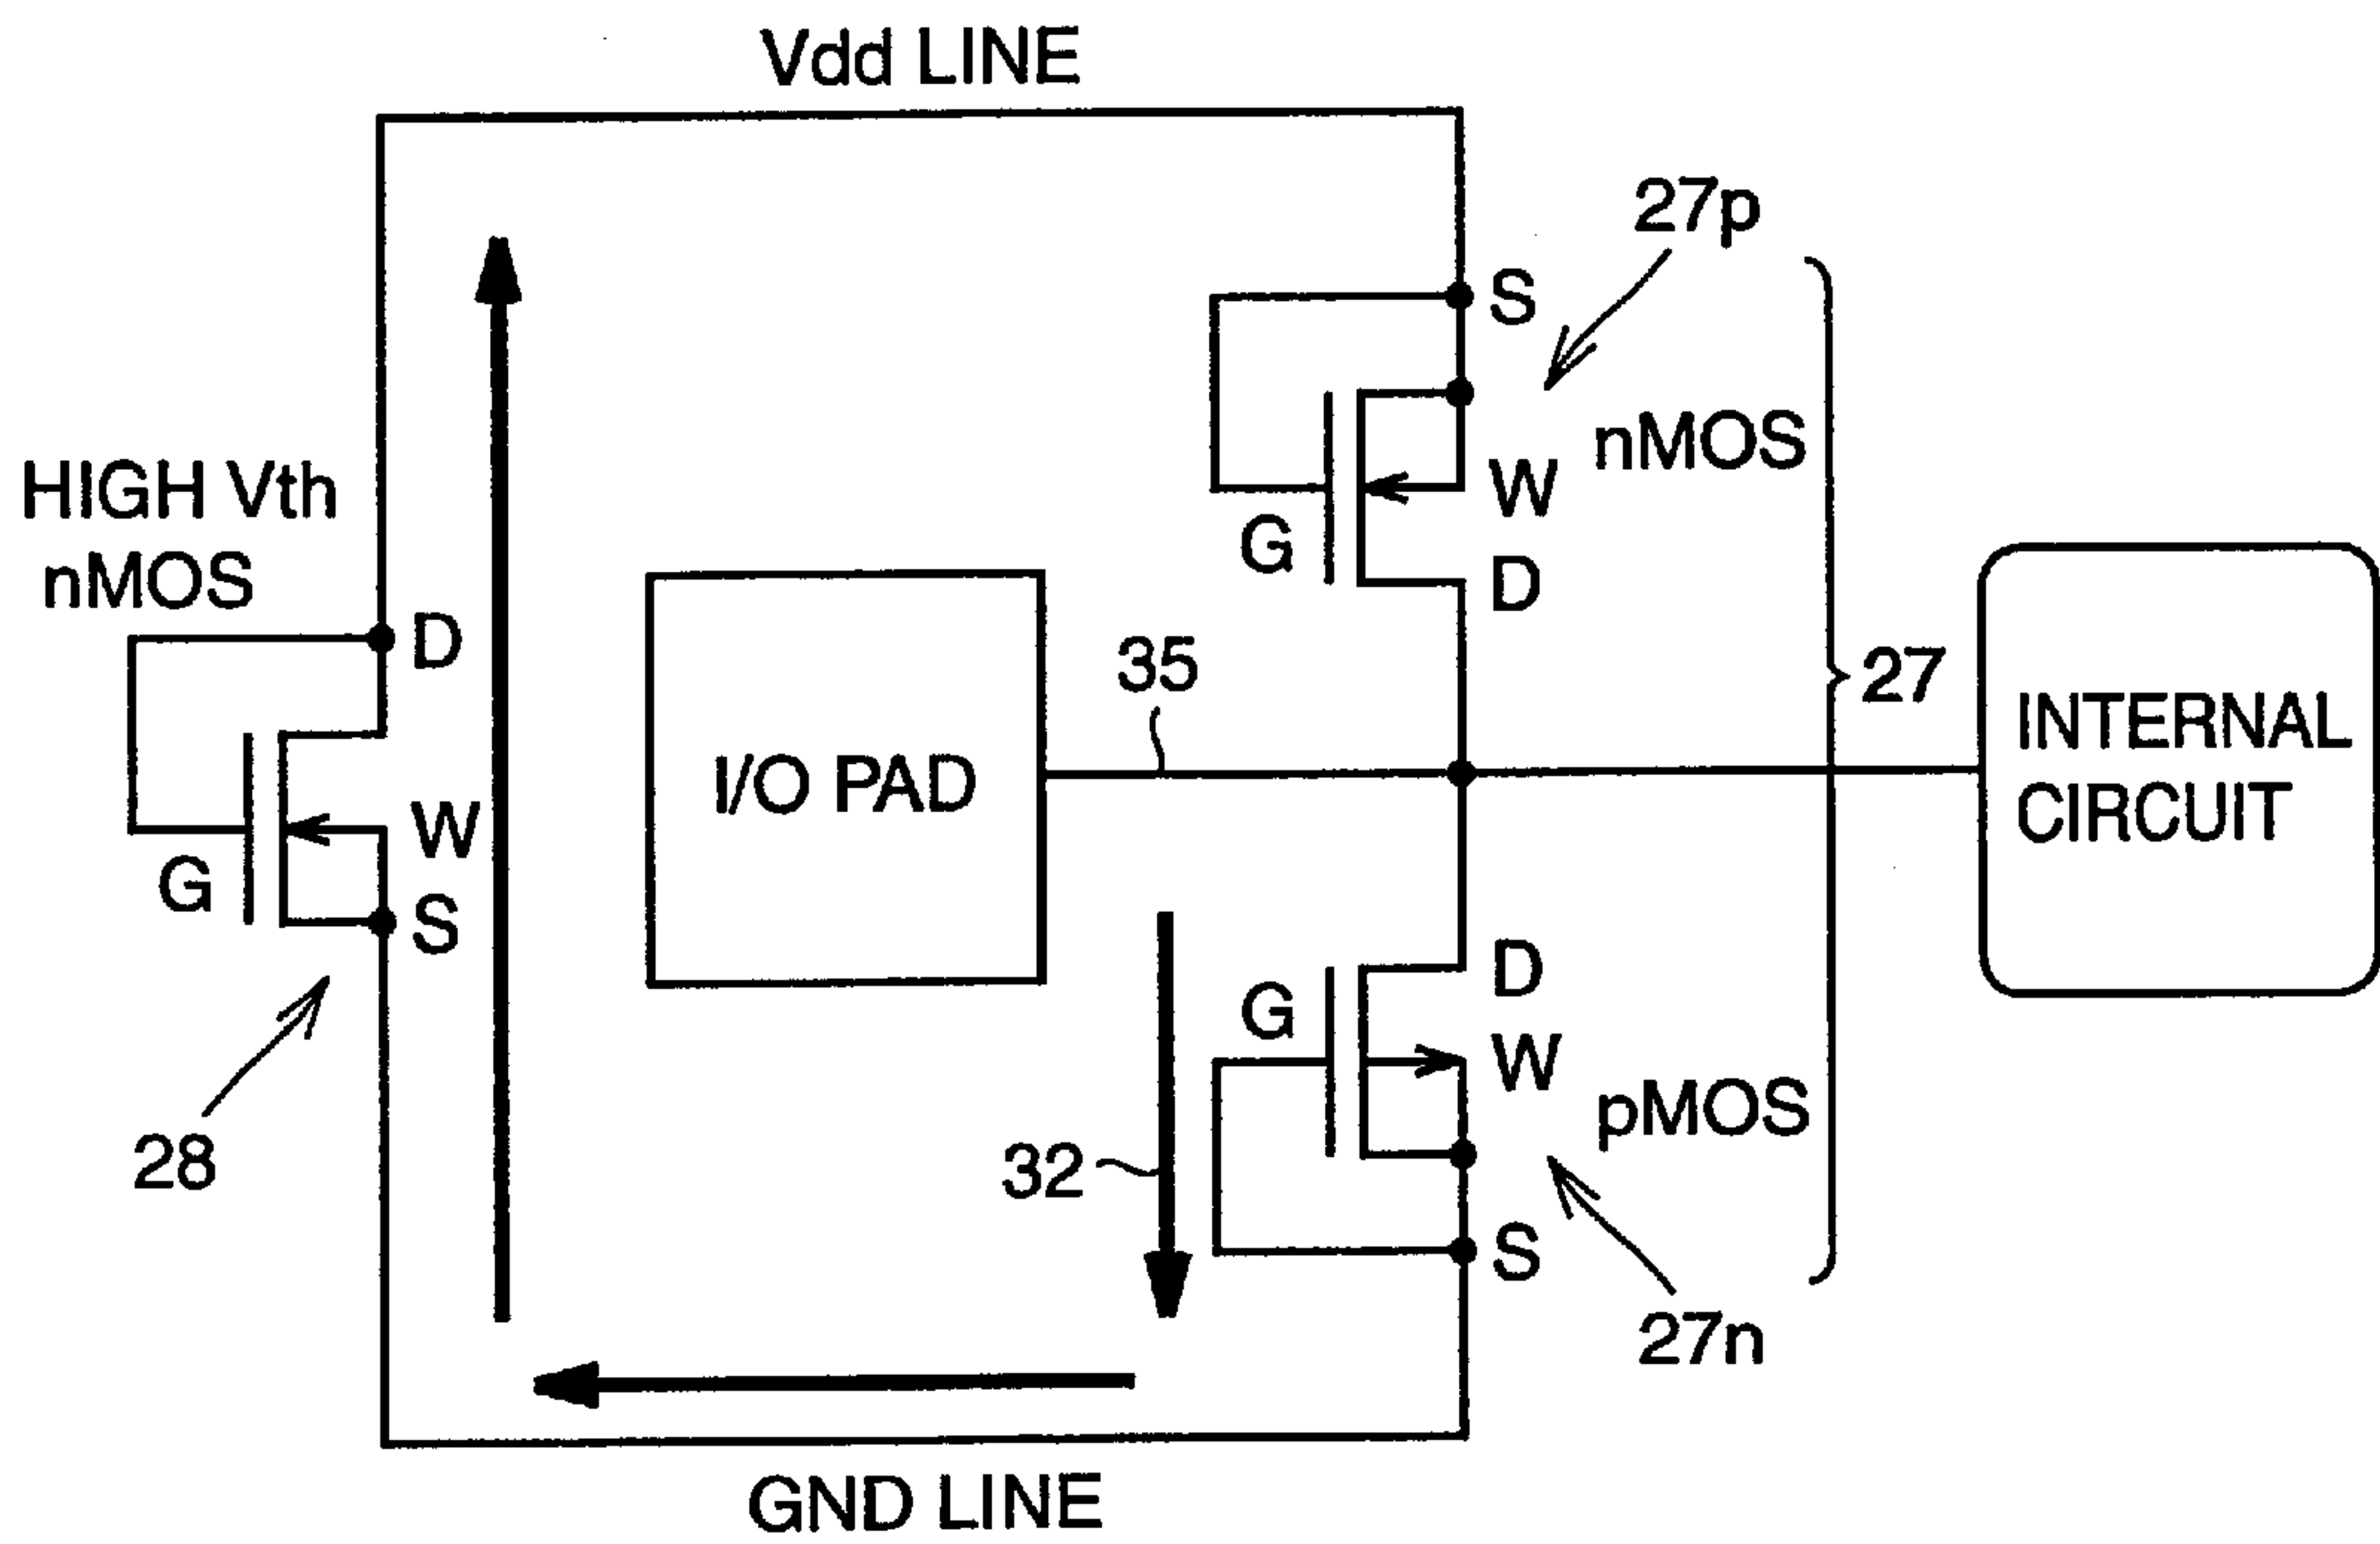 Vdd LINE
27p
S
nMOS
W
G
D
HIGH Vth
nMOS
D
35
27
INTERNAL
CIRCUIT
I/O PAD
W
G
S
D
G
W
pMOS
28
32
S
27n
GND LINE